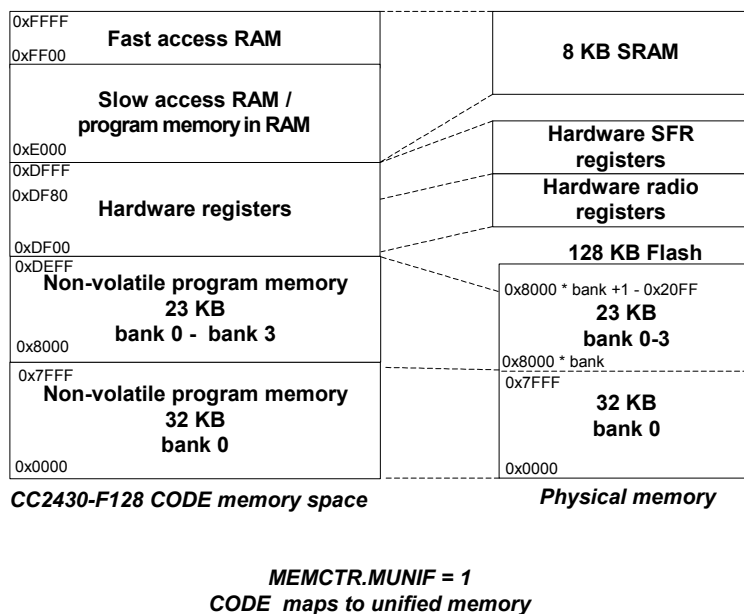 0xFFFF
Fast access RAM
0xFF00
Slow access RAM /
program memory in RAM
0xE000
0xDFFF
0xDF80
Hardware registers
0xDF00
0xDEFF
Non-volatile program memory
23 KB
bank 0 - bank 3
0x8000
0x7FFF
Non-volatile program memory
32 KB
bank 0
0x0000
CC2430-F128 CODE memory space
8 KB SRAM
Hardware SFR
registers
Hardware radio
registers
128 KB Flash
0x8000 * bank +1 - 0x20FF
23 KB
bank 0-3
0x8000 * bank
0x7FFF
32 KB
bank 0
0x0000
Physical memory
MEMCTR.MUNIF = 1
CODE maps to unified memory